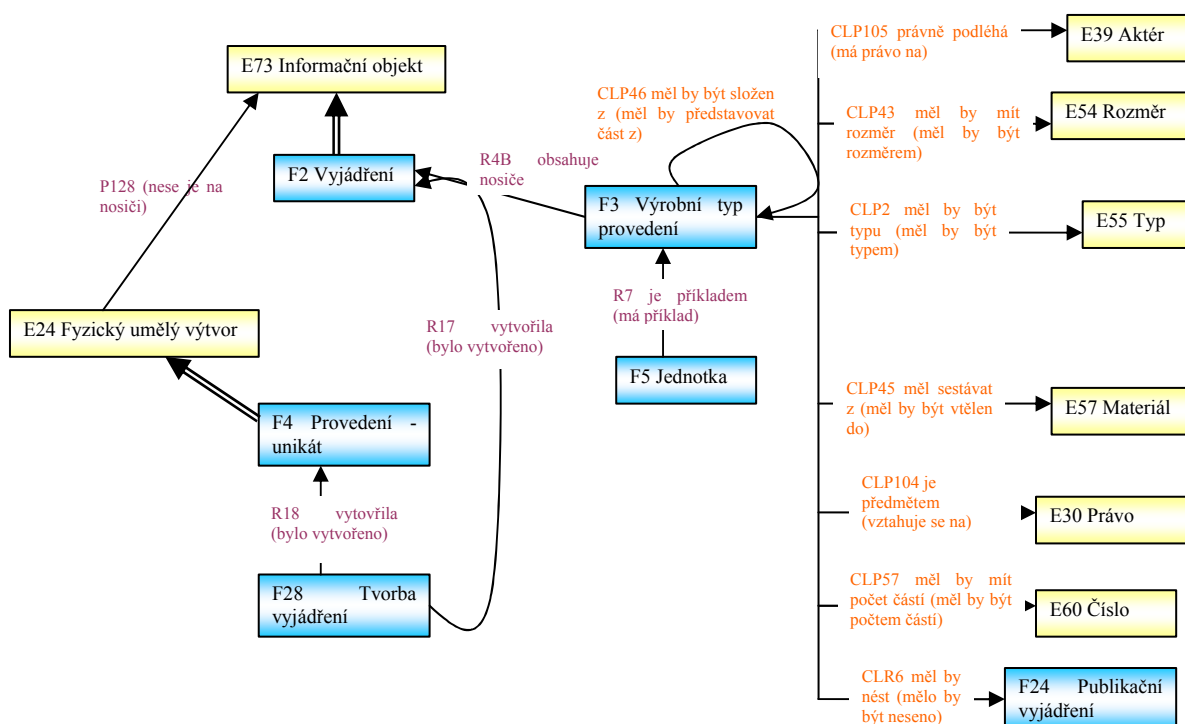 E73 Informační objekt
F2 Vyjádření
P128 (nese je na
nosiči)
R4B obsahuje
nosiče
CLP46 měl by být složen
z (měl by představovat
část z)
F3 Výrobní typ
provedení
R7 je příkladem
(má příklad)
F5 Jednotka
E24 Fyzický umělý výtvor
R17 vytvořila
(bylo vytvořeno)
F4 Provedení -
unikát
R18 vytovřila
(bylo vytvořeno)
F28 Tvorba
vyjádření
CLP105 právně podléhá
(má právo na)
E39 Aktér
CLP43 měl by mít
rozměr (měl by být
rozměrem)
E54 Rozměr
CLP2 měl by být
typu (měl by být
typem)
E55 Typ
CLP45 měl sestávat
z (měl by být vtělen
do)
E57 Materiál
CLP104 je
předmětem
(vztahuje se na)
E30 Právo
CLP57 měl by mít
počet částí (měl by být
počtem částí)
E60 Číslo
CLR6 měl by
nést (mělo by
být neseno)
F24 Publikační
vyjádření